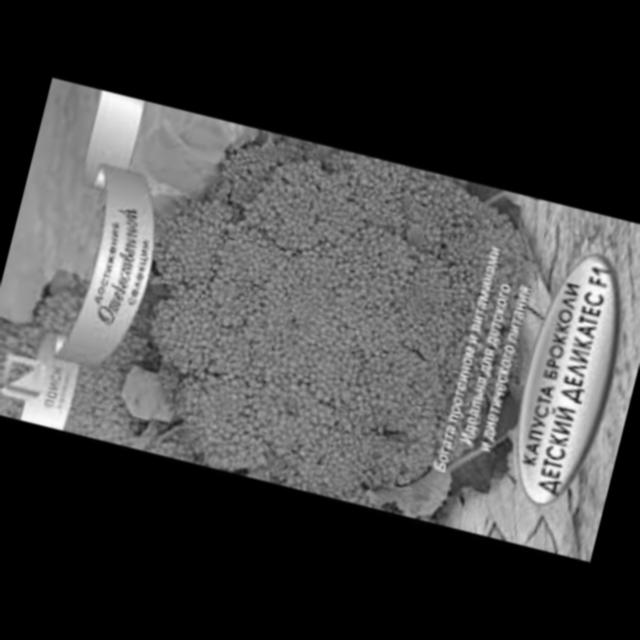 КАПУСТА БРОККОЛИ
ДЕТСКИЙ ДЕЛИКАТЕС F1
Богата протеином и витаминами
Идеальна для детского
и диетического питания
ДОСТИЖЕНИЯ
Отечественной
СЕЛЕКЦИИ
ПОИСК